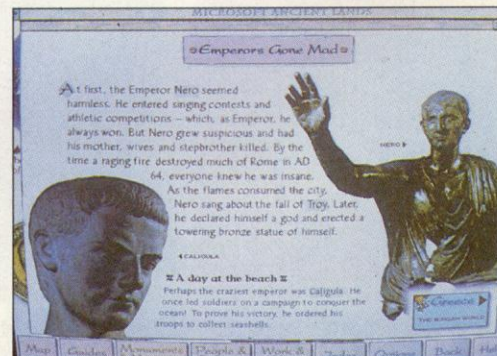 MICROSOFT ANCIENT LANDS
Emperors Gone Mad
At first, the Emperor Nero seemed
harmless. He entered singing contests and
athletic competitions – which, as Emperor, he
always won. But Nero grew suspicious and had
his mother, wives and stepbrother killed. By the
time a raging fire destroyed much of Rome in AD
64, everyone knew he was insane.
As the flames consumed the city,
Nero sang about the fall of Troy. Later,
he declared himself a god and erected a
towering bronze statue of himself.
NERO
CALIGULA
A day at the beach
Perhaps the craziest emperor was Caligula. He
once led soldiers on a campaign to conquer the
ocean! To prove his victory, he ordered his
troops to collect seashells.
THE ROMAN WORLD
Map Guides Monuments People & Work & Back